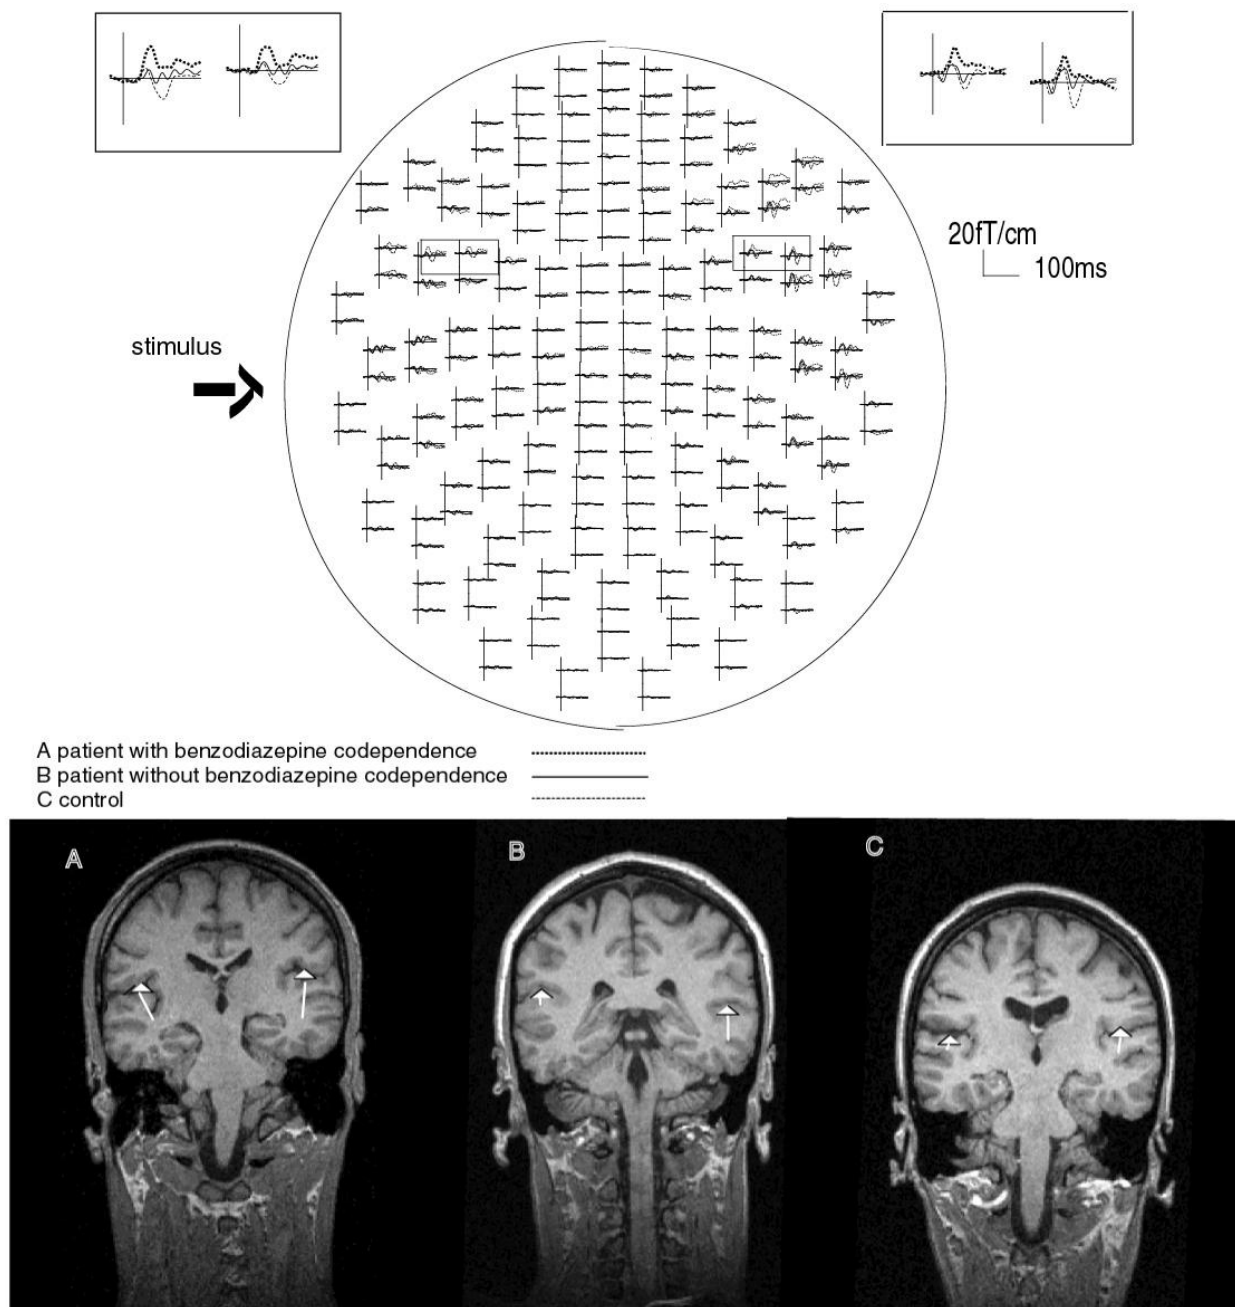 20fT/cm
100ms
stimulus
A patient with benzodiazepine codependence
B patient without benzodiazepine codependence
C control
A
B
C